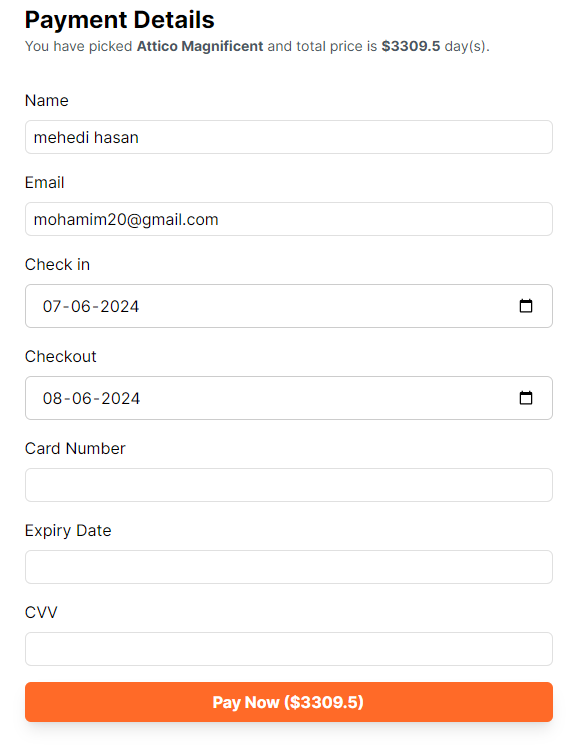 Payment Details
You have picked Attico Magnificent and total price is $3309.5 day(s).
Name
mehedi hasan
Email
mohamim20@gmail.com
Check in
07-06-2024
Checkout
08-06-2024
Card Number
Expiry Date
CVV
Pay Now ($3309.5)